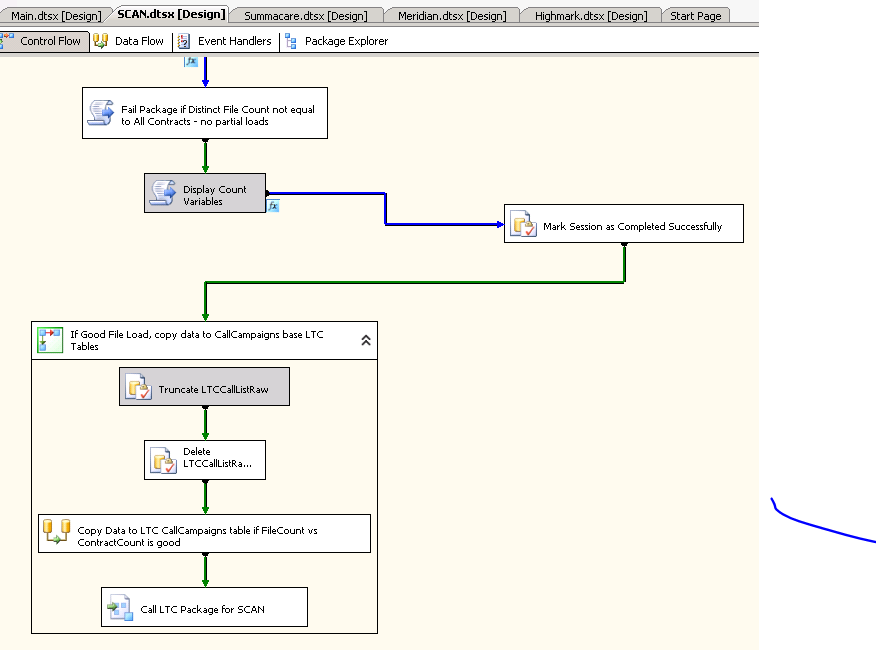 Main.dtsx [Design]
SCAN.dtsx [Design]
Summacare.dtsx [Design]
Meridian.dtsx [Design]
Highmark.dtsx [Design]
Start Page
Control Flow
Data Flow
Event Handlers
Package Explorer
fx
Fail Package if Distinct File Count not equal
to All Contracts - no partial loads
Display Count
Variables
fx
Mark Session as Completed Successfully
If Good File Load, copy data to CallCampaigns base LTC
Tables
Truncate LTCCallListRaw
Delete
LTCCallListRa...
Copy Data to LTC CallCampaigns table if FileCount vs
ContractCount is good
Call LTC Package for SCAN